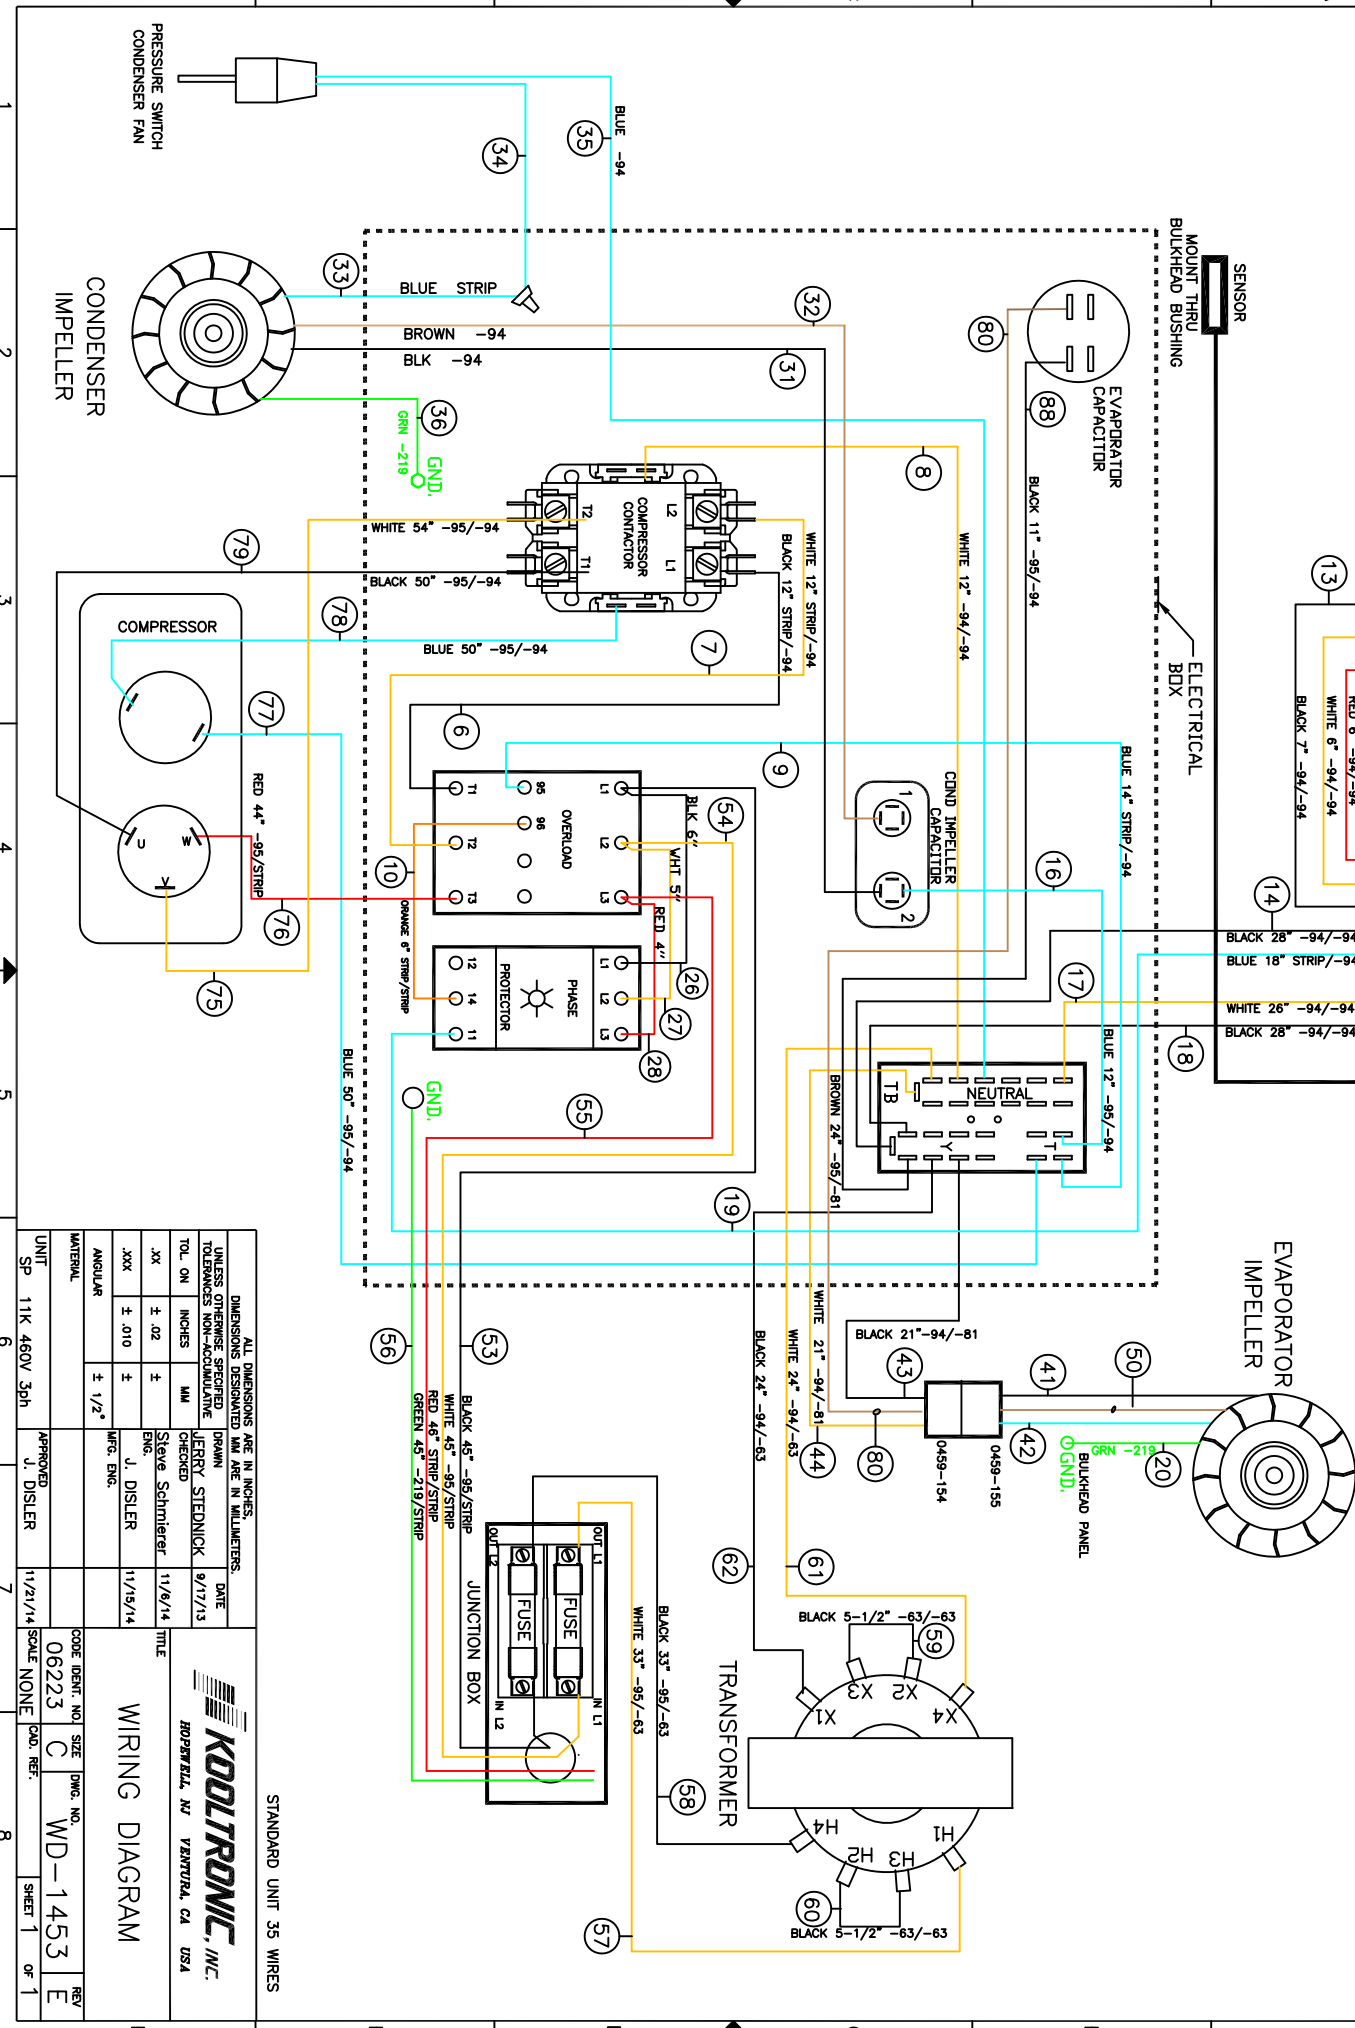 PRESSURE SWITCH
CONDENSER FAN
34
35
BLUE -94
CONDENSER
IMPELLER
33
BLUE STRIP
BROWN -94
BLK -94
36
GRN -219
GND.
32
31
SENSOR
MOUNT THRU
BULKHEAD BUSHING
EVAPORATOR
CAPACITOR
80
88
BLACK 11" -95/-94
8
WHITE 12" -94/-94
ELECTRICAL
BOX
COMPRESSOR
CONTACTOR
L2
L1
T2
T1
WHITE 12" STRIP/-94
BLACK 12" STRIP/-94
WHITE 54" -95/-94
BLACK 50" -95/-94
BLUE 50" -95/-94
79
78
77
7
6
COMPRESSOR
U
W
V
RED 44" -95/STRIP
76
75
BLUE 50" -95/-94
OVERLOAD
L1
L2
L3
95
96
T1
T2
T3
9
10
54
BLK 6"
WHT 5"
RED 4"
ORANGE 6" STRIP/STRIP
PHASE
PROTECTOR
L1
L2
L3
12
14
11
26
27
28
COND IMPELLER
CAPACITOR
1
2
BLUE 14" STRIP/-94
16
13
RED 6" -94/-94
WHITE 6" -94/-94
BLACK 7" -94/-94
14
BLACK 28" -94/-94
BLUE 18" STRIP/-94
17
WHITE 26" -94/-94
BLACK 28" -94/-94
18
BLUE 12" -95/-94
NEUTRAL
TB
Y
T
BROWN 24" -95/-81
GND.
55
19
EVAPORATOR
IMPELLER
50
41
42
43
BLACK 21"-94/-81
WHITE 21" -94/-81
WHITE 24" -94/-63
BLACK 24" -94/-63
44
80
0459-154
0459-155
GRN -219
20
GND.
BULKHEAD PANEL
56
53
BLACK 45" -95/STRIP
WHITE 45" -95/STRIP
RED 46" STRIP/STRIP
GREEN 45" -219/STRIP
62
61
OUT L1
OUT L2
FUSE
FUSE
IN L1
IN L2
JUNCTION BOX
BLACK 33" -95/-63
WHITE 33" -95/-63
58
57
BLACK 5-1/2" -63/-63
59
X1
X3
X2
X4
TRANSFORMER
H4
H2
H3
H1
60
BLACK 5-1/2" -63/-63
STANDARD UNIT 35 WIRES
ALL DIMENSIONS ARE IN INCHES,
DIMENSIONS DESIGNATED MM ARE IN MILLIMETERS.
UNLESS OTHERWISE SPECIFIED
TOLERANCES NON-ACCUMULATIVE
TOL. ON INCHES MM
.XX ± .02 ±
.XXX ± .010 ±
ANGULAR ± 1/2°
MATERIAL
UNIT
SP 11K 460V 3ph
DRAWN DATE
JERRY STEDNICK 9/17/13
CHECKED
Steve Schmierer 11/6/14
ENG.
J. DISLER 11/15/14
MFG. ENG.
APPROVED
J. DISLER 11/21/14
KOOLTRONIC, INC.
HOPEWELL, NJ VENTURA, CA USA
TITLE
WIRING DIAGRAM
CODE IDENT. NO.
06223
SIZE
C
DWG. NO.
WD-1453
REV
E
SCALE NONE
CAD. REF.
SHEET 1 OF 1
1
2
3
4
5
6
7
8